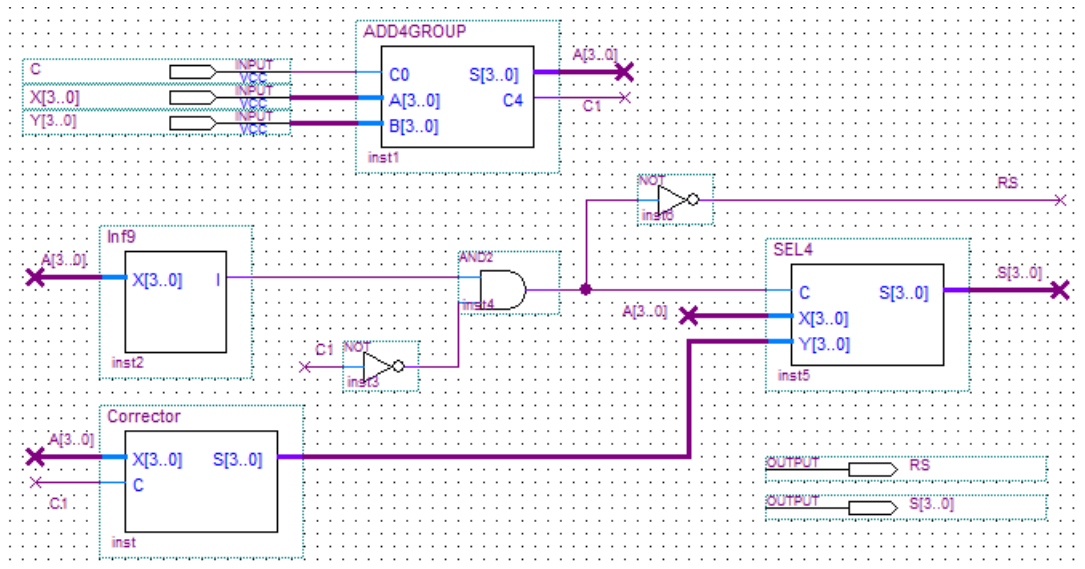 ADD4GROUP
C
INPUT
VCC
X[3..0]
INPUT
VCC
Y[3..0]
INPUT
VCC
C0
S[3..0]
A[3..0]
C4
B[3..0]
inst1
A[3..0]
C1
NOT
inst6
RS
Inf9
A[3..0]
X[3..0]
I
inst2
AND2
inst4
C1
NOT
inst3
SEL4
C
S[3..0]
X[3..0]
Y[3..0]
inst5
A[3..0]
S[3..0]
Corrector
A[3..0]
X[3..0]
S[3..0]
C
C1
inst
OUTPUT
RS
OUTPUT
S[3..0]